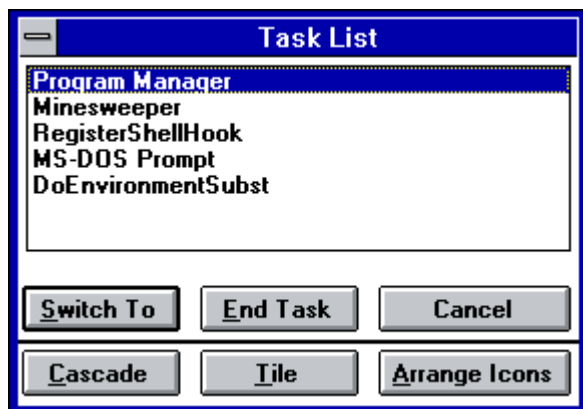 Task List
Program Manager
Minesweeper
RegisterShellHook
MS-DOS Prompt
DoEnvironmentSubst
Switch To End Task Cancel
Cascade Tile Arrange Icons